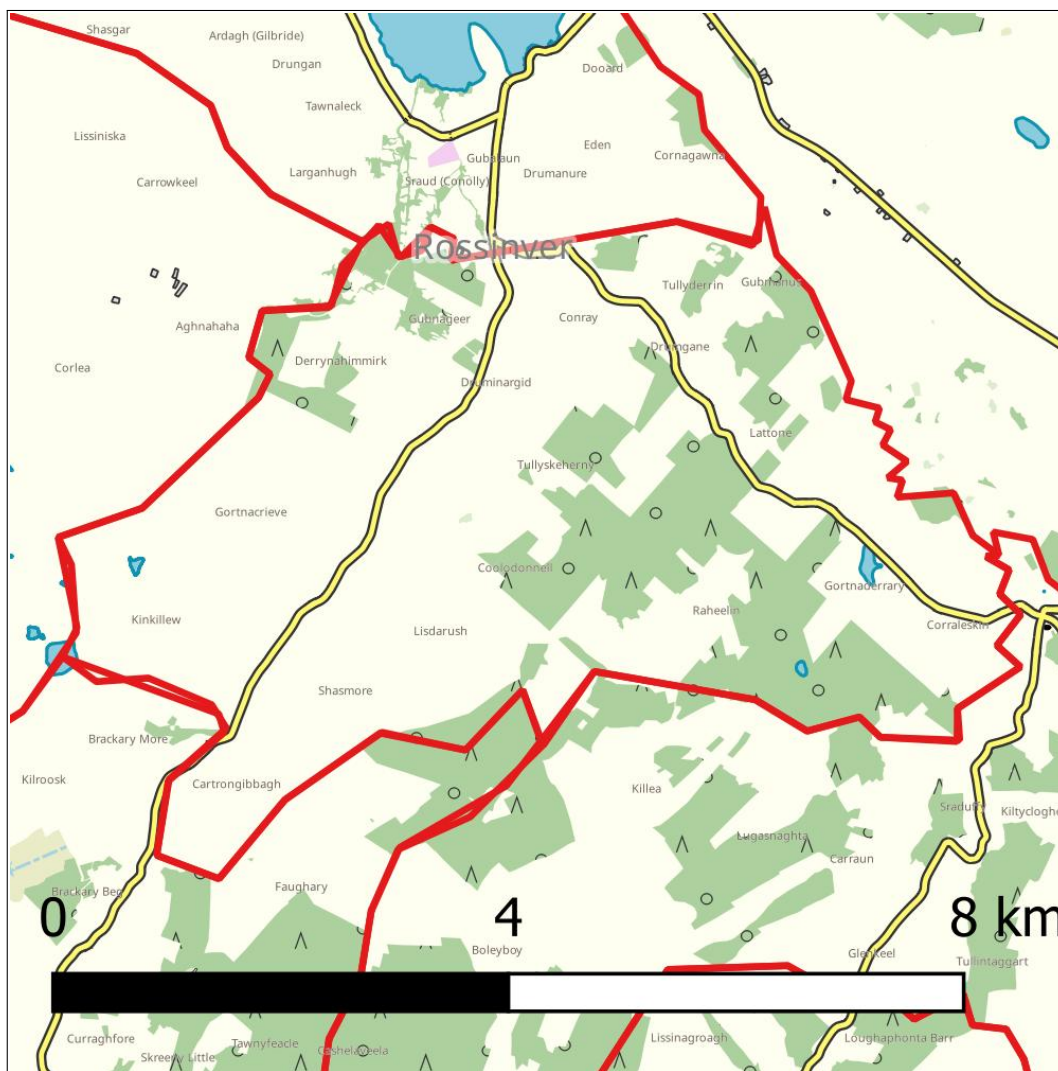 Shasgar
Ardagh (Gilbride)
Drungan
Dooard
Tawnaleck
Lissiniska
Eden
Gubalaun
Cornagawna
Larganhugh
Drumanure
Carrowkeel
Sraud (Conolly)
Rossinver
Tullyderrin
Gubmanus
Aghnahaha
Gubnageer
Conray
Drumgane
Derrynahimmirk
Corlea
Druminargid
Lattone
Tullyskeherny
Gortnacrieve
Cooldodonnell
Gortnaderrary
Raheelin
Kinkillew
Corraleskin
Lisdarush
Shasmore
Brackary More
Kilroosk
Cartrongibbagh
Killea
Sraduffy
Kiltycloghe
Lugasnaghta
Carraun
Faughary
Brackary Beg
0 4 8 km
Boleyboy
Glenkeel
Tullintaggart
Curraghfore
Tawnyfeacle
Lissinagroagh
Loughaphonta Barr
Skreeny Little
Cashelaveela